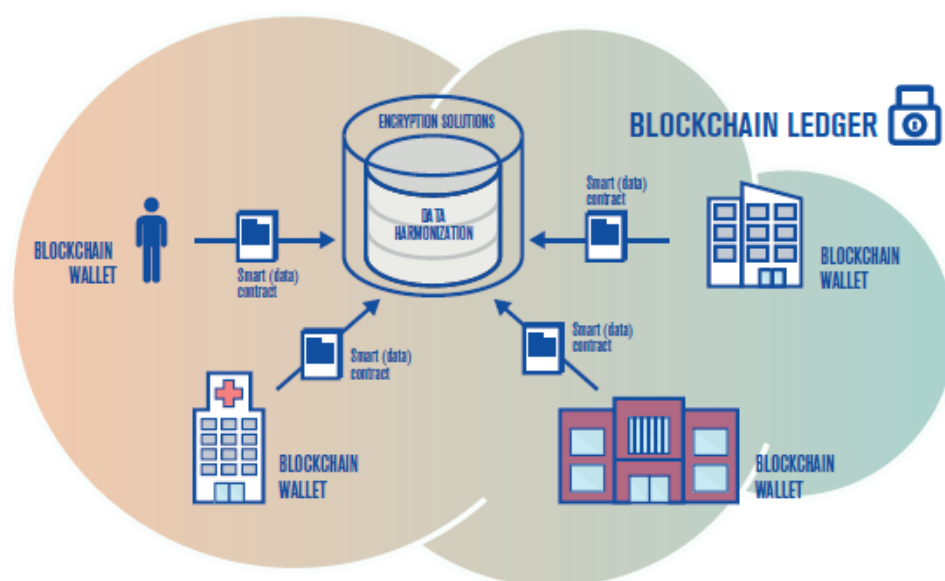 ENCRYPTION SOLUTIONS
BLOCKCHAIN LEDGER
DATA
HARMONIZATION
Smart (data)
contract
BLOCKCHAIN
WALLET
Smart (data)
contract
BLOCKCHAIN
WALLET
Smart (data)
contract
Smart (data)
contract
BLOCKCHAIN
WALLET
BLOCKCHAIN
WALLET